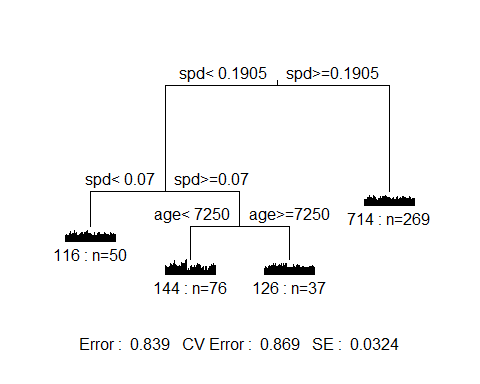 spd< 0.1905 spd>=0.1905
spd< 0.07 spd>=0.07
age< 7250 age>=7250
714 : n=269
116 : n=50
144 : n=76 126 : n=37
Error : 0.839 CV Error : 0.869 SE : 0.0324